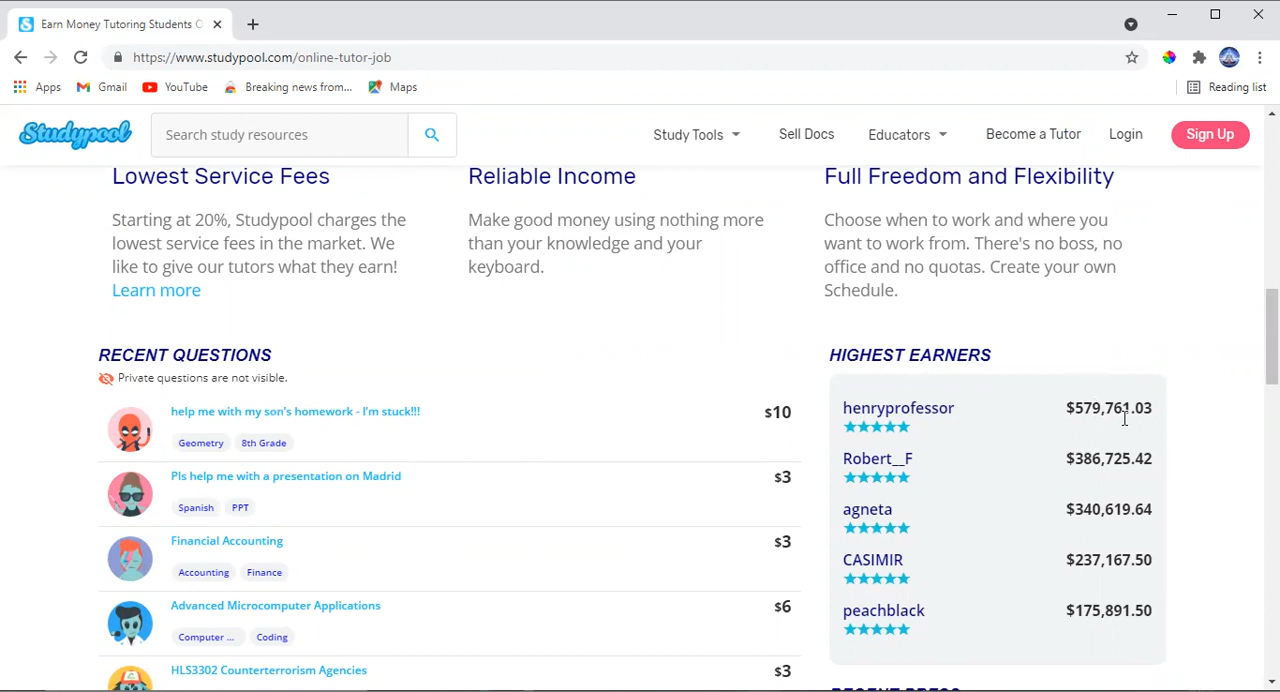 Earn Money Tutoring Students O
https://www.studypool.com/online-tutor-job
Apps Gmail YouTube Breaking news from... Maps Reading list
Studypool Search study resources Study Tools Sell Docs Educators Become a Tutor Login Sign Up
Lowest Service Fees
Starting at 20%, Studypool charges the
lowest service fees in the market. We
like to give our tutors what they earn!
Learn more
Reliable Income
Make good money using nothing more
than your knowledge and your
keyboard.
Full Freedom and Flexibility
Choose when to work and where you
want to work from. There's no boss, no
office and no quotas. Create your own
Schedule.
RECENT QUESTIONS
Private questions are not visible.
help me with my son's homework - I'm stuck!!! $10
Geometry 8th Grade
Pls help me with a presentation on Madrid $3
Spanish PPT
Financial Accounting $3
Accounting Finance
Advanced Microcomputer Applications $6
Computer ... Coding
HLS3302 Counterterrorism Agencies $3
HIGHEST EARNERS
henryprofessor $579,761.03
Robert__F $386,725.42
agneta $340,619.64
CASIMIR $237,167.50
peachblack $175,891.50
RECENT PRESS